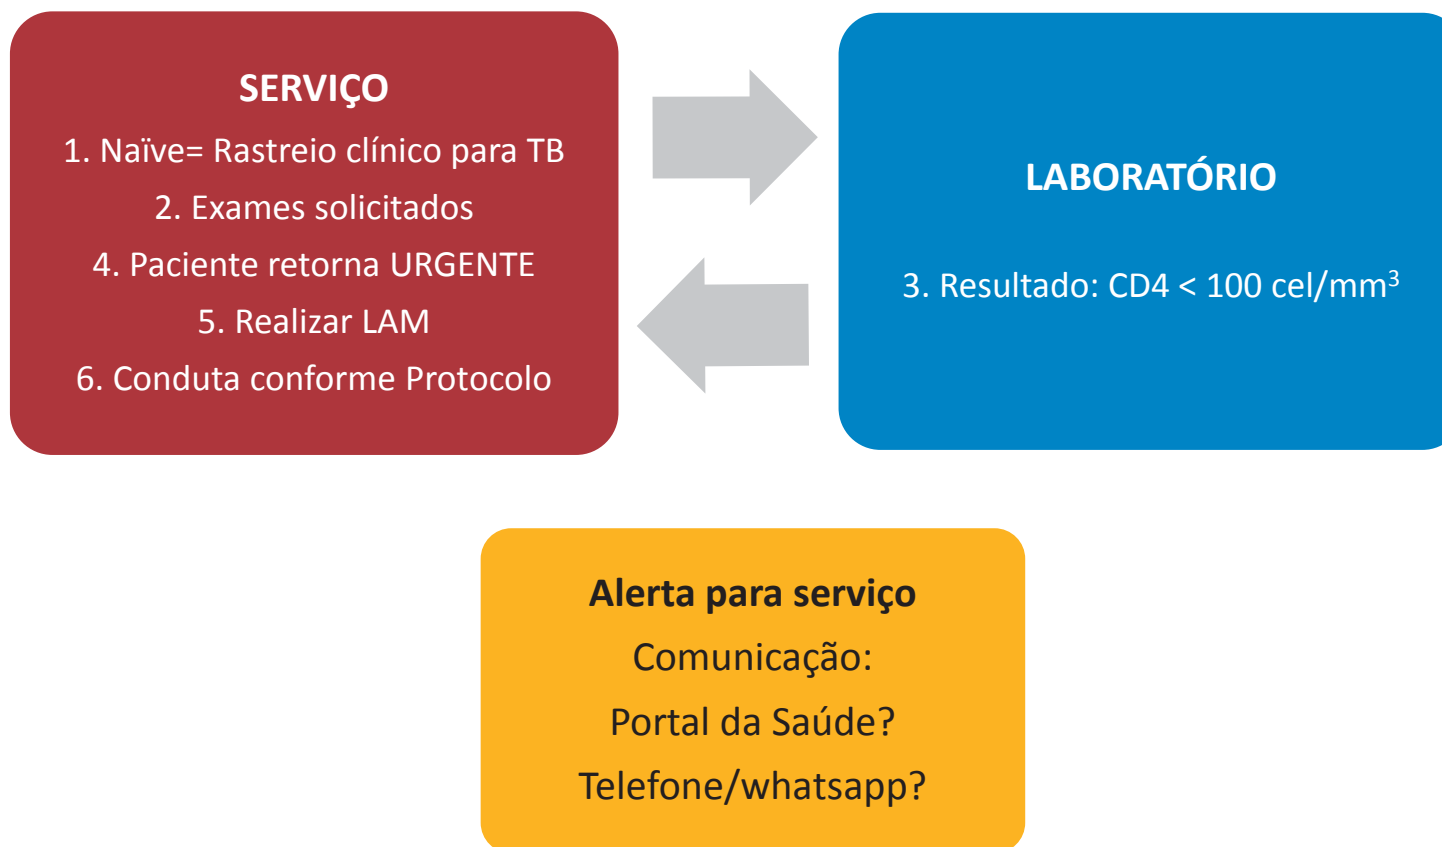 SERVIÇO
1. Naïve= Rastreio clínico para TB
2. Exames solicitados
4. Paciente retorna URGENTE
5. Realizar LAM
6. Conduta conforme Protocolo
LABORATÓRIO
3. Resultado: CD4 < 100 cel/mm³
Alerta para serviço
Comunicação:
Portal da Saúde?
Telefone/whatsapp?